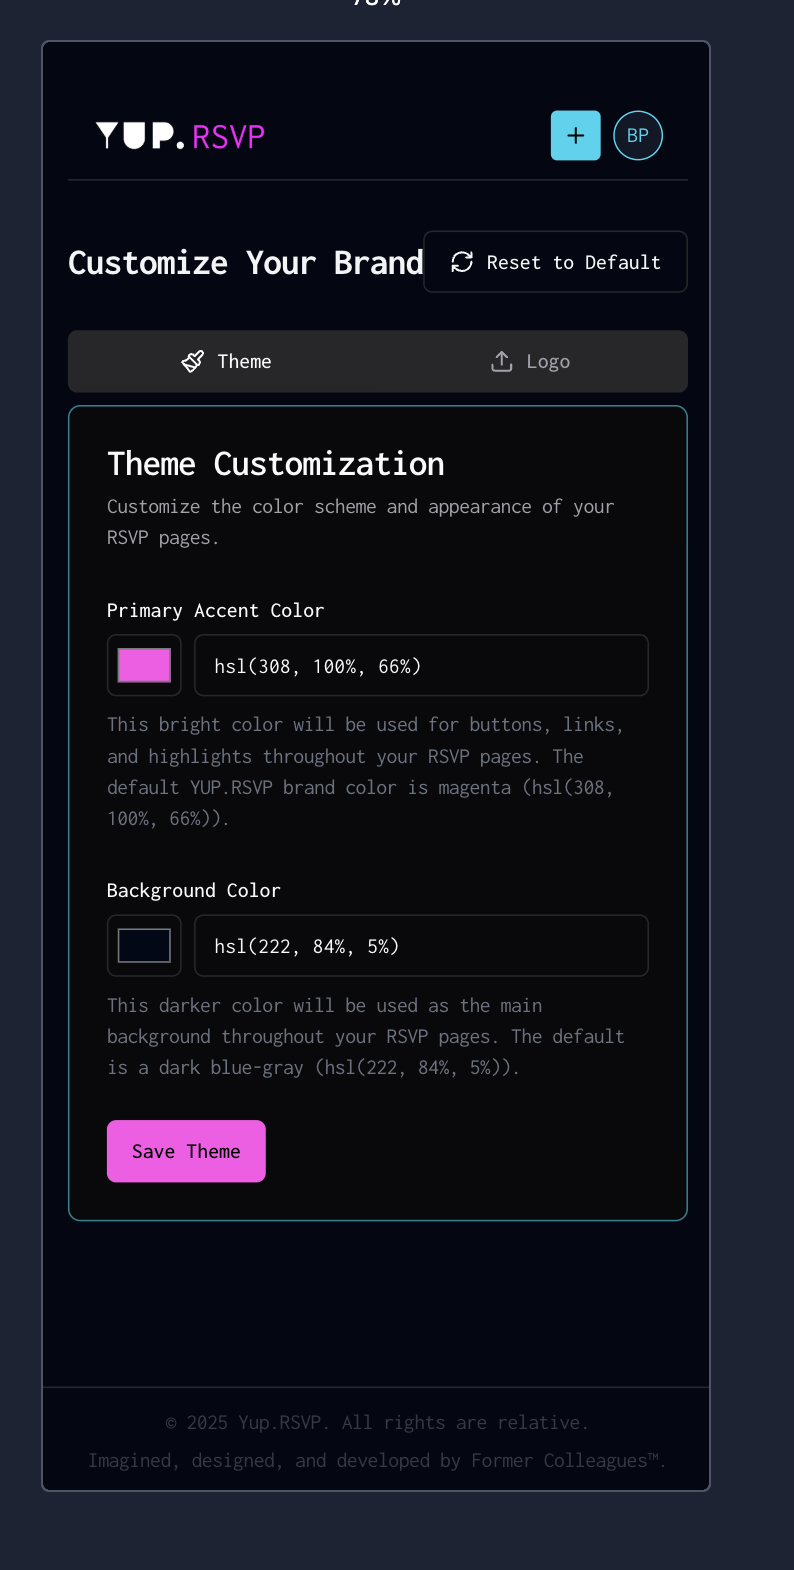 78%
YUP.RSVP
BP
Customize Your Brand
Reset to Default
Theme
Logo
Theme Customization
Customize the color scheme and appearance of your
RSVP pages.
Primary Accent Color
hsl(308, 100%, 66%)
This bright color will be used for buttons, links,
and highlights throughout your RSVP pages. The
default YUP.RSVP brand color is magenta (hsl(308,
100%, 66%)).
Background Color
hsl(222, 84%, 5%)
This darker color will be used as the main
background throughout your RSVP pages. The default
is a dark blue-gray (hsl(222, 84%, 5%)).
Save Theme
© 2025 Yup.RSVP. All rights are relative.
Imagined, designed, and developed by Former Colleagues™.